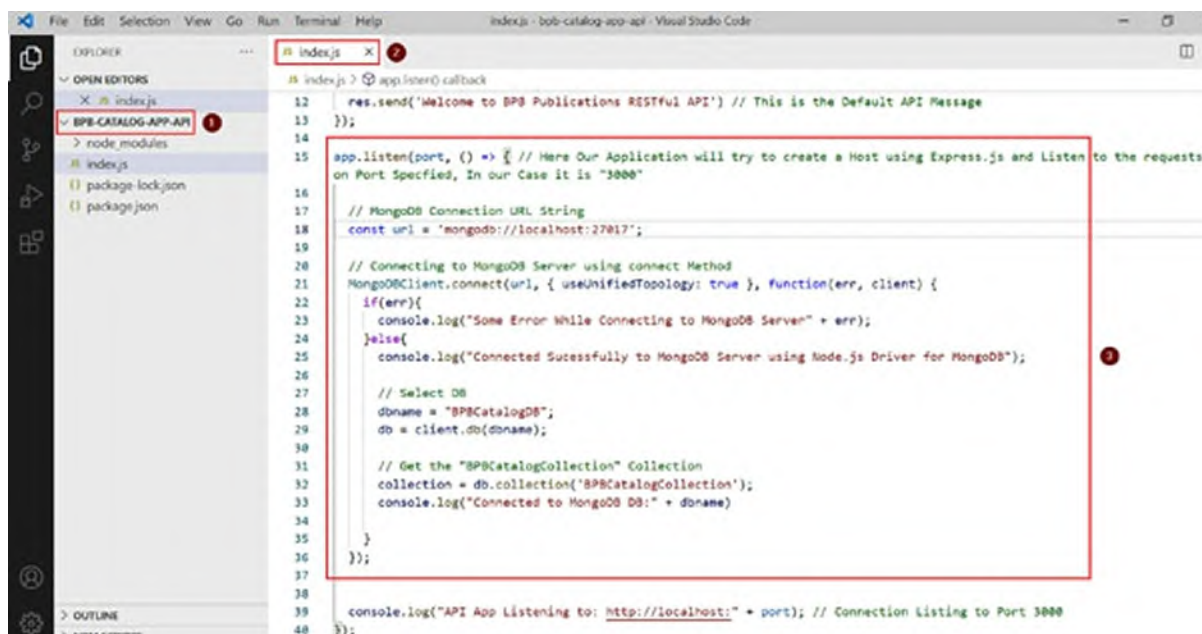 File Edit Selection View Go Run Terminal Help
index.js - bpb-catalog-app-api - Visual Studio Code
EXPLORER
...
OPEN EDITORS
X JS index.js
BPB-CATALOG-APP-API
1
> node_modules
JS index.js
{} package-lock.json
{} package.json
> OUTLINE
JS index.js X
2
JS index.js > app.listen() callback
12 res.send('Welcome to BPB Publications RESTful API') // This is the Default API Message
13 });
14
15 app.listen(port, () => { // Here Our Application will try to create a Host using Express.js and Listen to the requests
on Port Specfied, In our Case it is "3000"
16
17 // MongoDB Connection URL String
18 const url = 'mongodb://localhost:27017';
19
20 // Connecting to MongoDB Server using connect Method
21 MongoDBClient.connect(url, { useUnifiedTopology: true }, function(err, client) {
22 if(err){
23 console.log("Some Error While Connecting to MongoDB Server" + err);
24 }else{
25 console.log("Connected Sucessfully to MongoDB Server using Node.js Driver for MongoDB");
3
26
27 // Select DB
28 dbname = "BPBCatalogDB";
29 db = client.db(dbname);
30
31 // Get the "BPBCatalogCollection" Collection
32 collection = db.collection('BPBCatalogCollection');
33 console.log("Connected to MongoDB DB:" + dbname)
34
35 }
36 });
37
38
39 console.log("API App Listening to: http://localhost:" + port); // Connection Listing to Port 3000
40 });